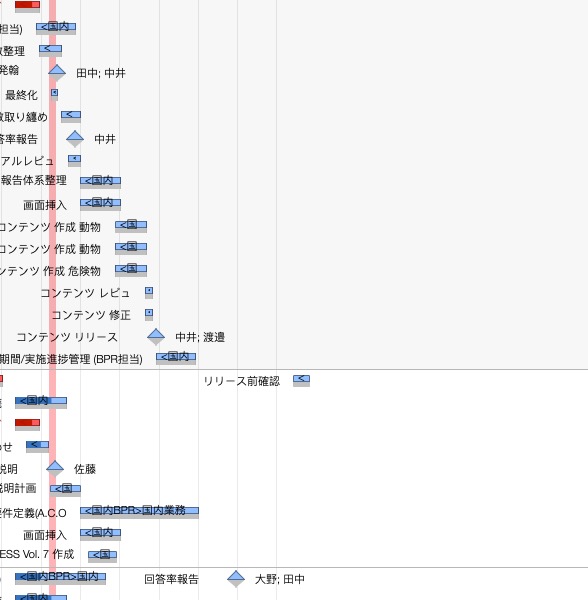 担当) <国内
整理 <
発翰 田中; 中井
最終化 <
取り纏め <
答率報告 中井
アルレビュ <
報告体系整理 <国内
画面挿入 <国内
コンテンツ 作成 動物 <国
コンテンツ 作成 動物 <国
ンテンツ 作成 危険物 <国
コンテンツ レビュ
コンテンツ 修正
コンテンツ リリース 中井; 渡邉
期間/実施進捗管理 (BPR担当) <国内
リリース前確認 <
<国内
わせ <
説明 佐藤
説明計画 <国
要件定義(A.C.O <国内BPR>国内業務
画面挿入 <国内
ESS Vol. 7 作成 <国
) <国内BPR>国内 回答率報告 大野; 田中
<国内